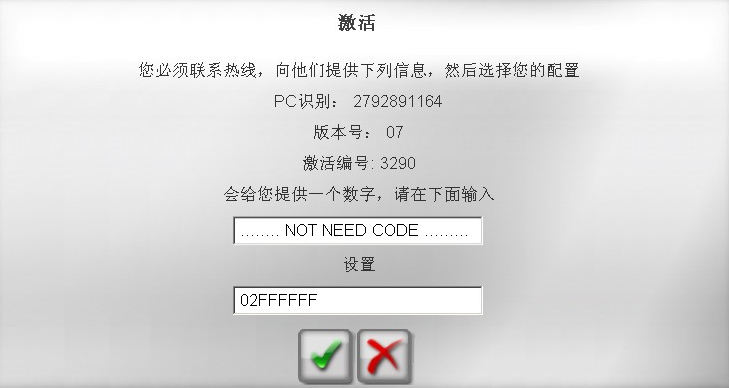 激活
您必须联系热线，向他们提供下列信息，然后选择您的配置
PC识别： 2792891164
版本号： 07
激活编号: 3290
会给您提供一个数字，请在下面输入
........ NOT NEED CODE .........
设置
02FFFFFF